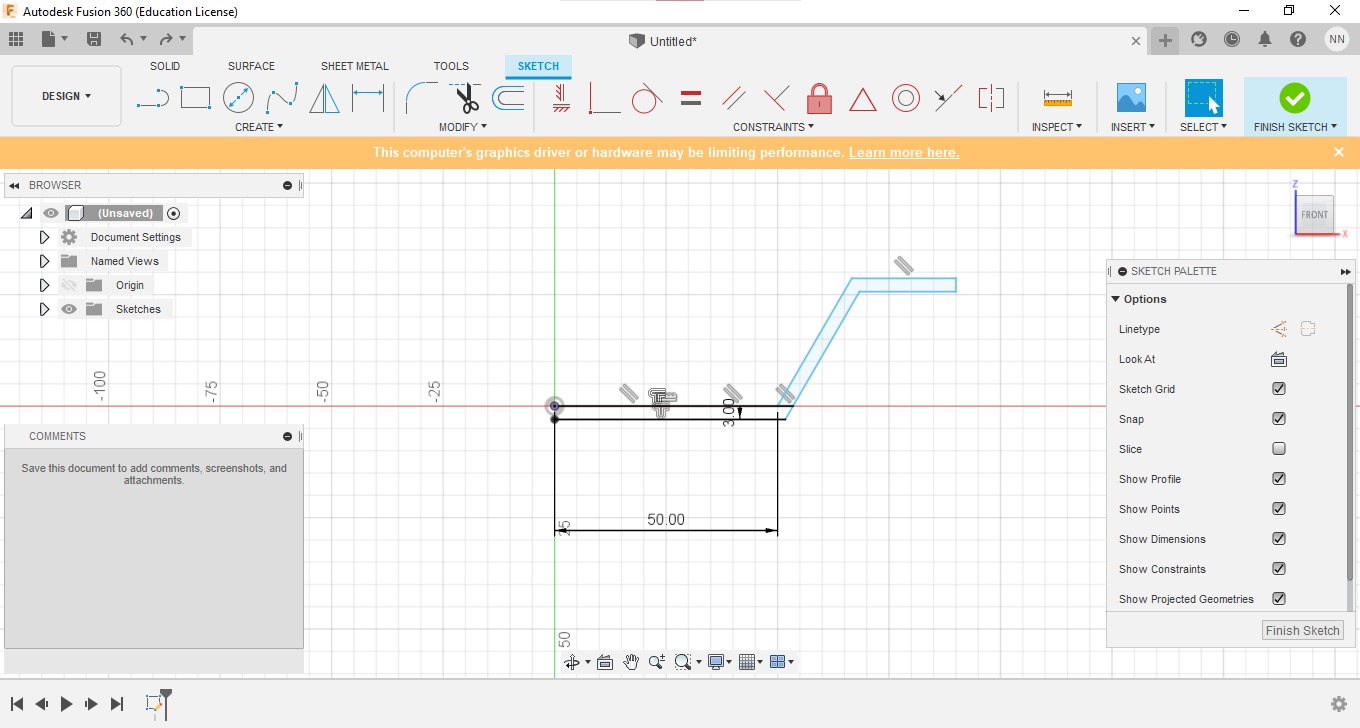 Autodesk Fusion 360 (Education License)
Untitled*
NN
SOLID SURFACE SHEET METAL TOOLS SKETCH
DESIGN
CREATE MODIFY CONSTRAINTS INSPECT INSERT SELECT FINISH SKETCH
This computer's graphics driver or hardware may be limiting performance. Learn more here.
BROWSER
(Unsaved)
Document Settings
Named Views
Origin
Sketches
Z
FRONT
X
SKETCH PALETTE
Options
Linetype
Look At
Sketch Grid
Snap
Slice
Show Profile
Show Points
Show Dimensions
Show Constraints
Show Projected Geometries
Finish Sketch
-100
-75
-50
-25
3.00
50.00
25
50
COMMENTS
Save this document to add comments, screenshots, and
attachments.